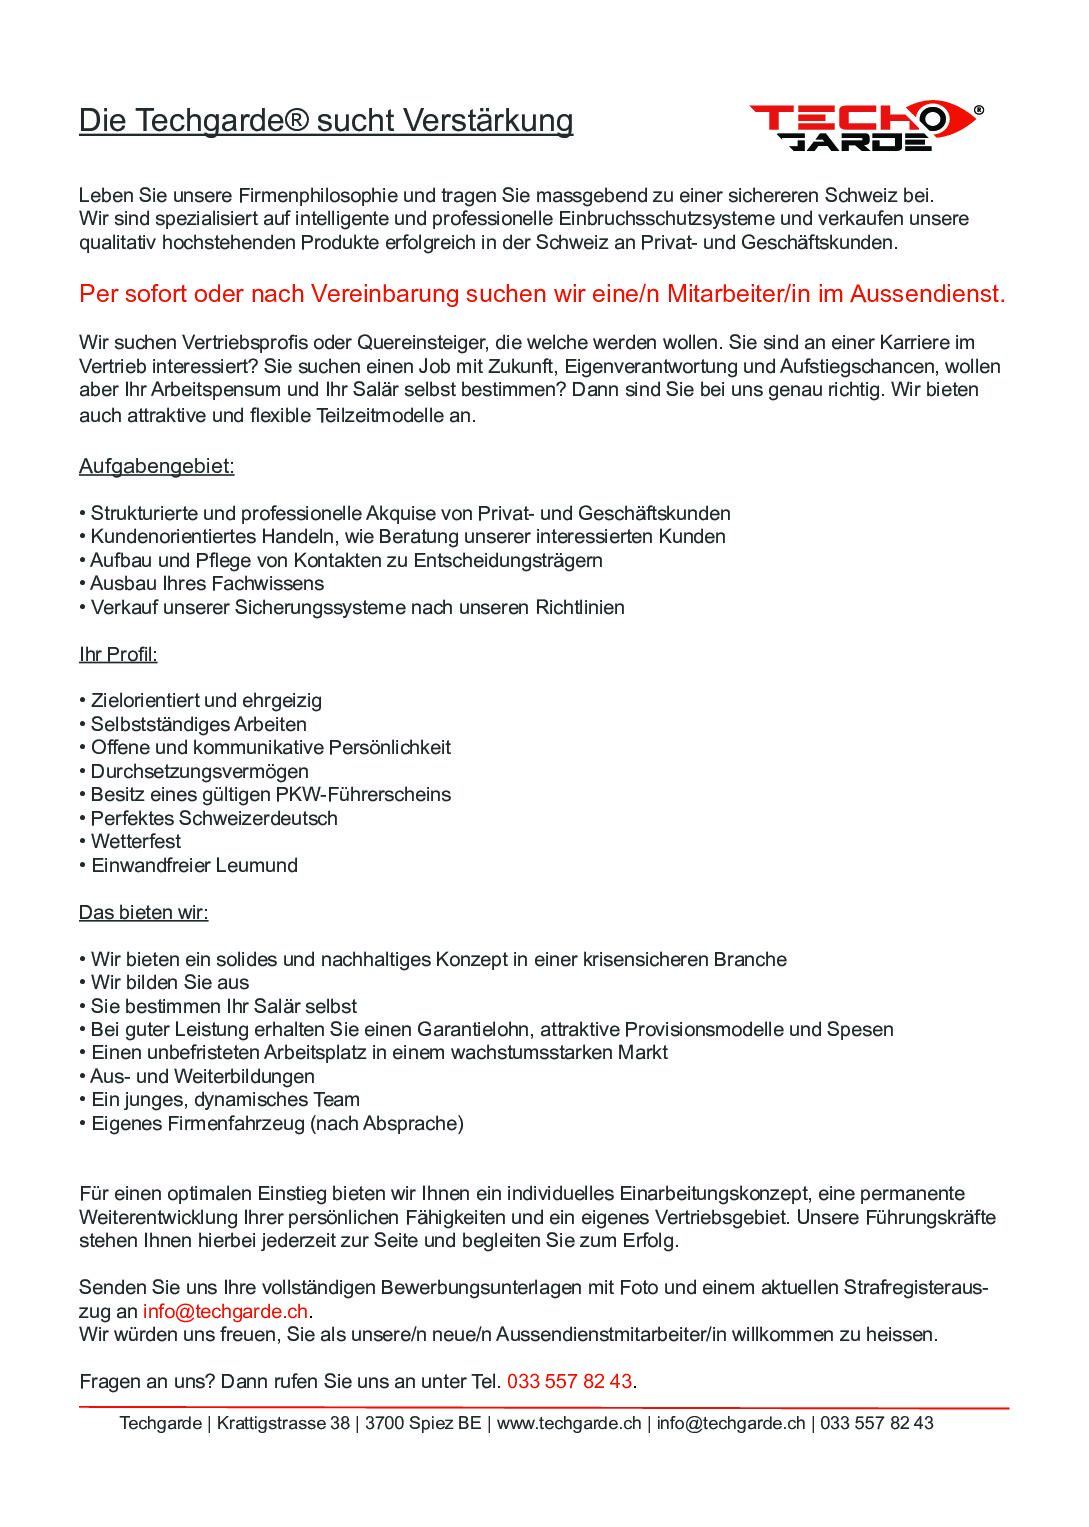 Die Techgarde® sucht Verstärkung
TECH
GARDE
®
Leben Sie unsere Firmenphilosophie und tragen Sie massgebend zu einer sichereren Schweiz bei.
Wir sind spezialisiert auf intelligente und professionelle Einbruchsschutzsysteme und verkaufen unsere
qualitativ hochstehenden Produkte erfolgreich in der Schweiz an Privat- und Geschäftskunden.
Per sofort oder nach Vereinbarung suchen wir eine/n Mitarbeiter/in im Aussendienst.
Wir suchen Vertriebsprofis oder Quereinsteiger, die welche werden wollen. Sie sind an einer Karriere im
Vertrieb interessiert? Sie suchen einen Job mit Zukunft, Eigenverantwortung und Aufstiegschancen, wollen
aber Ihr Arbeitspensum und Ihr Salär selbst bestimmen? Dann sind Sie bei uns genau richtig. Wir bieten
auch attraktive und flexible Teilzeitmodelle an.
Aufgabengebiet:
• Strukturierte und professionelle Akquise von Privat- und Geschäftskunden
• Kundenorientiertes Handeln, wie Beratung unserer interessierten Kunden
• Aufbau und Pflege von Kontakten zu Entscheidungsträgern
• Ausbau Ihres Fachwissens
• Verkauf unserer Sicherungssysteme nach unseren Richtlinien
Ihr Profil:
• Zielorientiert und ehrgeizig
• Selbstständiges Arbeiten
• Offene und kommunikative Persönlichkeit
• Durchsetzungsvermögen
• Besitz eines gültigen PKW-Führerscheins
• Perfektes Schweizerdeutsch
• Wetterfest
• Einwandfreier Leumund
Das bieten wir:
• Wir bieten ein solides und nachhaltiges Konzept in einer krisensicheren Branche
• Wir bilden Sie aus
• Sie bestimmen Ihr Salär selbst
• Bei guter Leistung erhalten Sie einen Garantielohn, attraktive Provisionsmodelle und Spesen
• Einen unbefristeten Arbeitsplatz in einem wachstumsstarken Markt
• Aus- und Weiterbildungen
• Ein junges, dynamisches Team
• Eigenes Firmenfahrzeug (nach Absprache)
Für einen optimalen Einstieg bieten wir Ihnen ein individuelles Einarbeitungskonzept, eine permanente
Weiterentwicklung Ihrer persönlichen Fähigkeiten und ein eigenes Vertriebsgebiet. Unsere Führungskräfte
stehen Ihnen hierbei jederzeit zur Seite und begleiten Sie zum Erfolg.
Senden Sie uns Ihre vollständigen Bewerbungsunterlagen mit Foto und einem aktuellen Strafregisteraus-
zug an info@techgarde.ch.
Wir würden uns freuen, Sie als unsere/n neue/n Aussendienstmitarbeiter/in willkommen zu heissen.
Fragen an uns? Dann rufen Sie uns an unter Tel. 033 557 82 43.
Techgarde | Krattigstrasse 38 | 3700 Spiez BE | www.techgarde.ch | info@techgarde.ch | 033 557 82 43